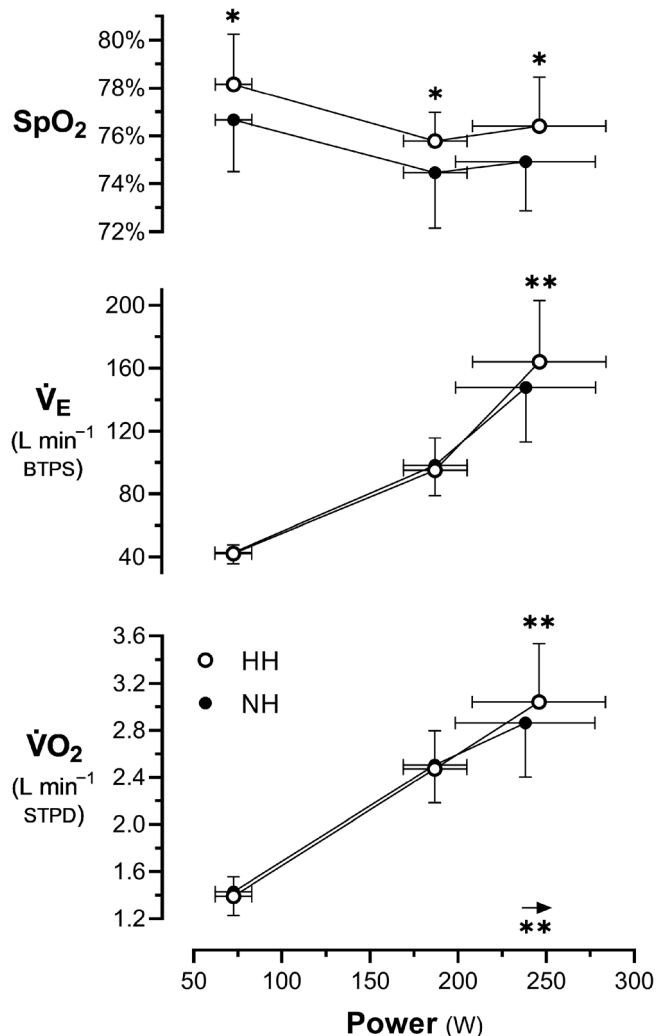 *
80%
*
78%
*
SpO₂
76%
74%
72%
**
200
160
V̇E
120
(L min⁻¹
BTPS)
80
40
**
3.6
HH
3.2
NH
2.8
V̇O₂
2.4
(L min⁻¹
STPD)
2.0
1.6
1.2
**
50 100 150 200 250 300
Power (W)